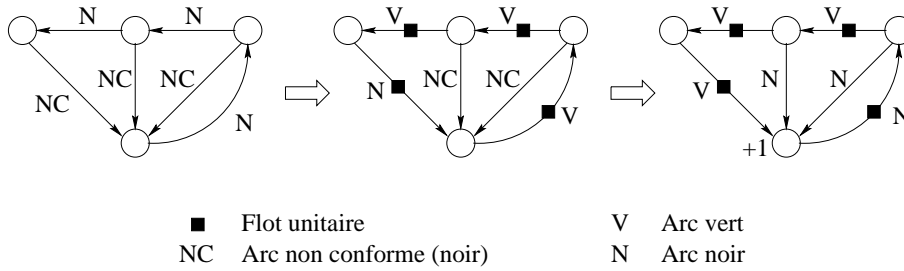 N N
NC NC NC N
V V
N NC NC V
V V
V N N N
+1
■ Flot unitaire V Arc vert
NC Arc non conforme (noir) N Arc noir